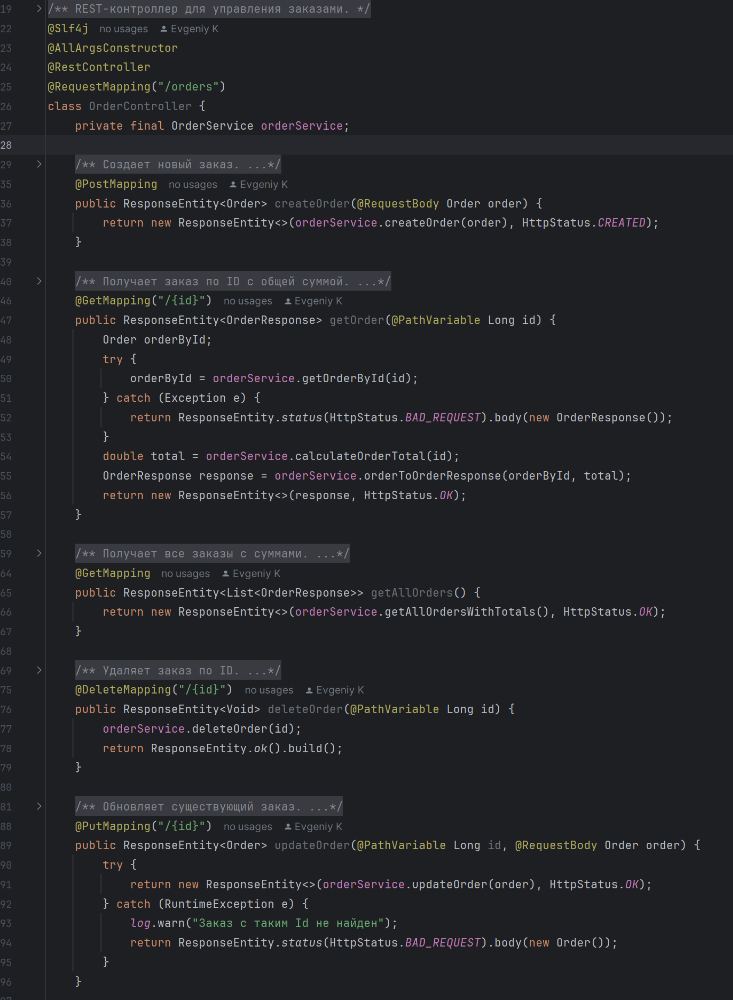 19 /** REST-контроллер для управления заказами. */
22 @Slf4j no usages Evgeniy K
23 @AllArgsConstructor
24 @RestController
25 @RequestMapping("/orders")
26 class OrderController {
27     private final OrderService orderService;
28
29     /** Создает новый заказ. ...*/
35     @PostMapping no usages Evgeniy K
36     public ResponseEntity<Order> createOrder(@RequestBody Order order) {
37         return new ResponseEntity<>(orderService.createOrder(order), HttpStatus.CREATED);
38     }
39
40     /** Получает заказ по ID с общей суммой. ...*/
46     @GetMapping("/{id}") no usages Evgeniy K
47     public ResponseEntity<OrderResponse> getOrder(@PathVariable Long id) {
48         Order orderById;
49         try {
50             orderById = orderService.getOrderById(id);
51         } catch (Exception e) {
52             return ResponseEntity.status(HttpStatus.BAD_REQUEST).body(new OrderResponse());
53         }
54         double total = orderService.calculateOrderTotal(id);
55         OrderResponse response = orderService.orderToOrderResponse(orderById, total);
56         return new ResponseEntity<>(response, HttpStatus.OK);
57     }
58
59     /** Получает все заказы с суммами. ...*/
64     @GetMapping no usages Evgeniy K
65     public ResponseEntity<List<OrderResponse>> getAllOrders() {
66         return new ResponseEntity<>(orderService.getAllOrdersWithTotals(), HttpStatus.OK);
67     }
68
69     /** Удаляет заказ по ID. ...*/
75     @DeleteMapping("/{id}") no usages Evgeniy K
76     public ResponseEntity<Void> deleteOrder(@PathVariable Long id) {
77         orderService.deleteOrder(id);
78         return ResponseEntity.ok().build();
79     }
80
81     /** Обновляет существующий заказ. ...*/
88     @PutMapping("/{id}") no usages Evgeniy K
89     public ResponseEntity<Order> updateOrder(@PathVariable Long id, @RequestBody Order order) {
90         try {
91             return new ResponseEntity<>(orderService.updateOrder(order), HttpStatus.OK);
92         } catch (RuntimeException e) {
93             log.warn("Заказ с таким Id не найден");
94             return ResponseEntity.status(HttpStatus.BAD_REQUEST).body(new Order());
95         }
96     }